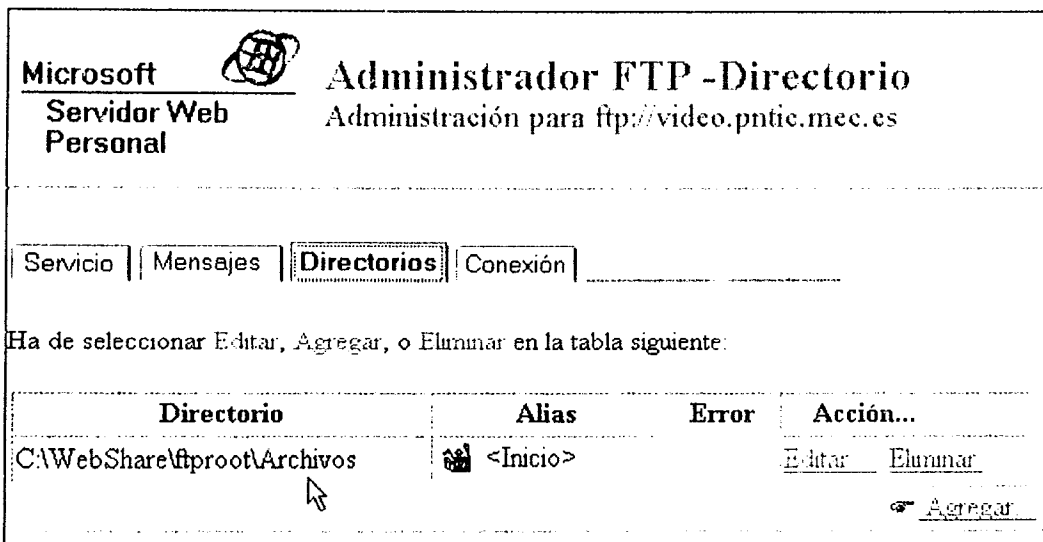 Microsoft
Servidor Web
Personal
Administrador FTP -Directorio
Administración para ftp://video.pntic.mec.es
Servicio Mensajes Directorios Conexión
Ha de seleccionar Editar, Agregar, o Eliminar en la tabla siguiente:
Directorio Alias Error Acción...
C:\WebShare\ftproot\Archivos <Inicio> Editar Eliminar
Agregar